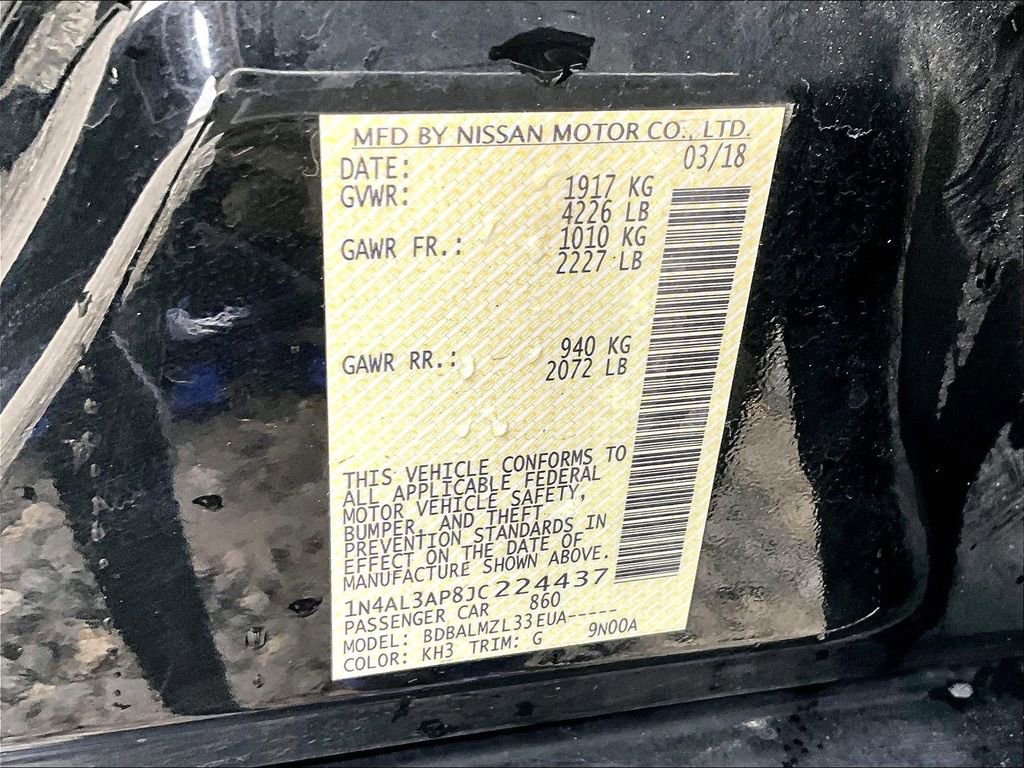 MFD BY NISSAN MOTOR CO., LTD.
DATE: 03/18
GVWR: 1917 KG
4226 LB
GAWR FR.: 1010 KG
2227 LB
GAWR RR.: 940 KG
2072 LB
THIS VEHICLE CONFORMS TO
ALL APPLICABLE FEDERAL
MOTOR VEHICLE SAFETY,
BUMPER, AND THEFT
PREVENTION STANDARDS IN
EFFECT ON THE DATE OF
MANUFACTURE SHOWN ABOVE.
1N4AL3AP8JC224437
PASSENGER CAR 860
MODEL: BDBALMZL33EUA-----
COLOR: KH3 TRIM: G 9N00A